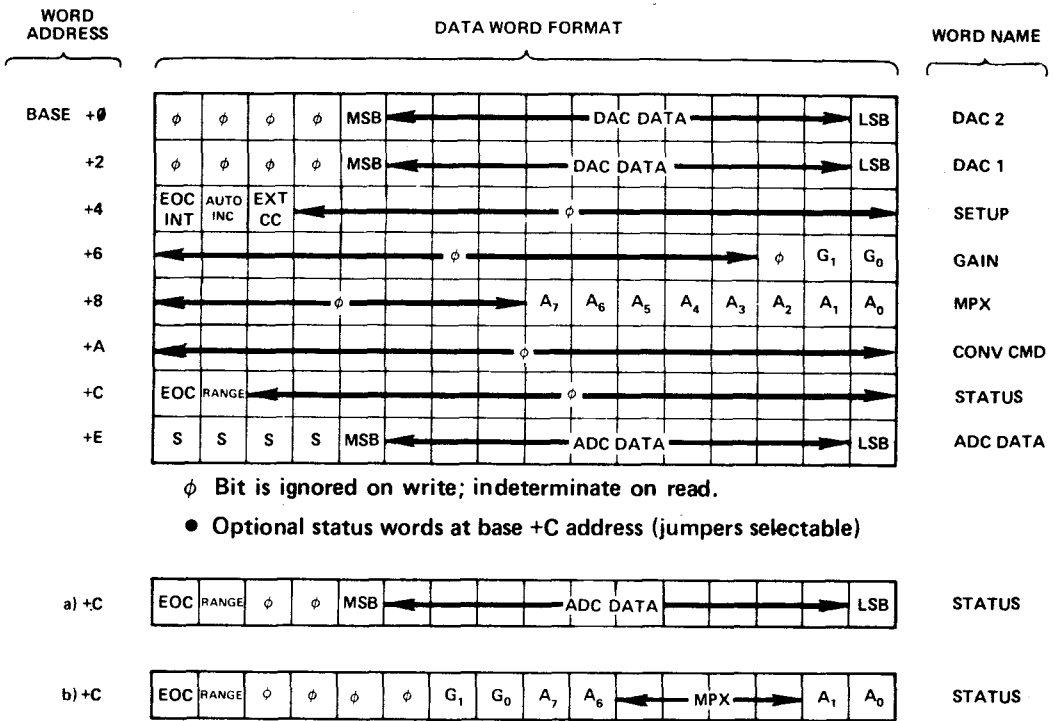 WORD ADDRESS
DATA WORD FORMAT
WORD NAME
BASE +0 φ φ φ φ MSB DAC DATA LSB DAC 2
+2 φ φ φ φ MSB DAC DATA LSB DAC 1
+4 EOC INT AUTO INC EXT CC φ SETUP
+6 φ φ G₁ G₀ GAIN
+8 φ A₇ A₆ A₅ A₄ A₃ A₂ A₁ A₀ MPX
+A φ CONV CMD
+C EOC RANGE φ STATUS
+E S S S S MSB ADC DATA LSB ADC DATA
φ Bit is ignored on write; indeterminate on read.
● Optional status words at base +C address (jumpers selectable)
a) +C EOC RANGE φ φ MSB ADC DATA LSB STATUS
b) +C EOC RANGE φ φ φ φ G₁ G₀ A₇ A₆ MPX A₁ A₀ STATUS